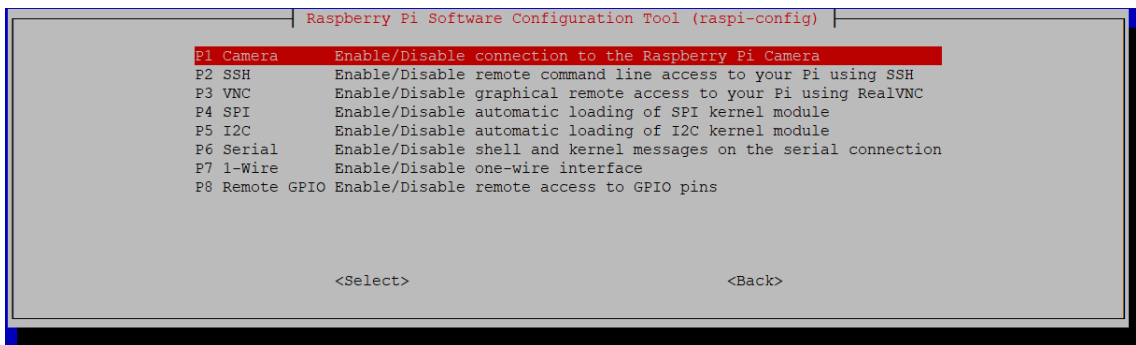 Raspberry Pi Software Configuration Tool (raspi-config)
P1 Camera Enable/Disable connection to the Raspberry Pi Camera
P2 SSH Enable/Disable remote command line access to your Pi using SSH
P3 VNC Enable/Disable graphical remote access to your Pi using RealVNC
P4 SPI Enable/Disable automatic loading of SPI kernel module
P5 I2C Enable/Disable automatic loading of I2C kernel module
P6 Serial Enable/Disable shell and kernel messages on the serial connection
P7 1-Wire Enable/Disable one-wire interface
P8 Remote GPIO Enable/Disable remote access to GPIO pins
<Select> <Back>